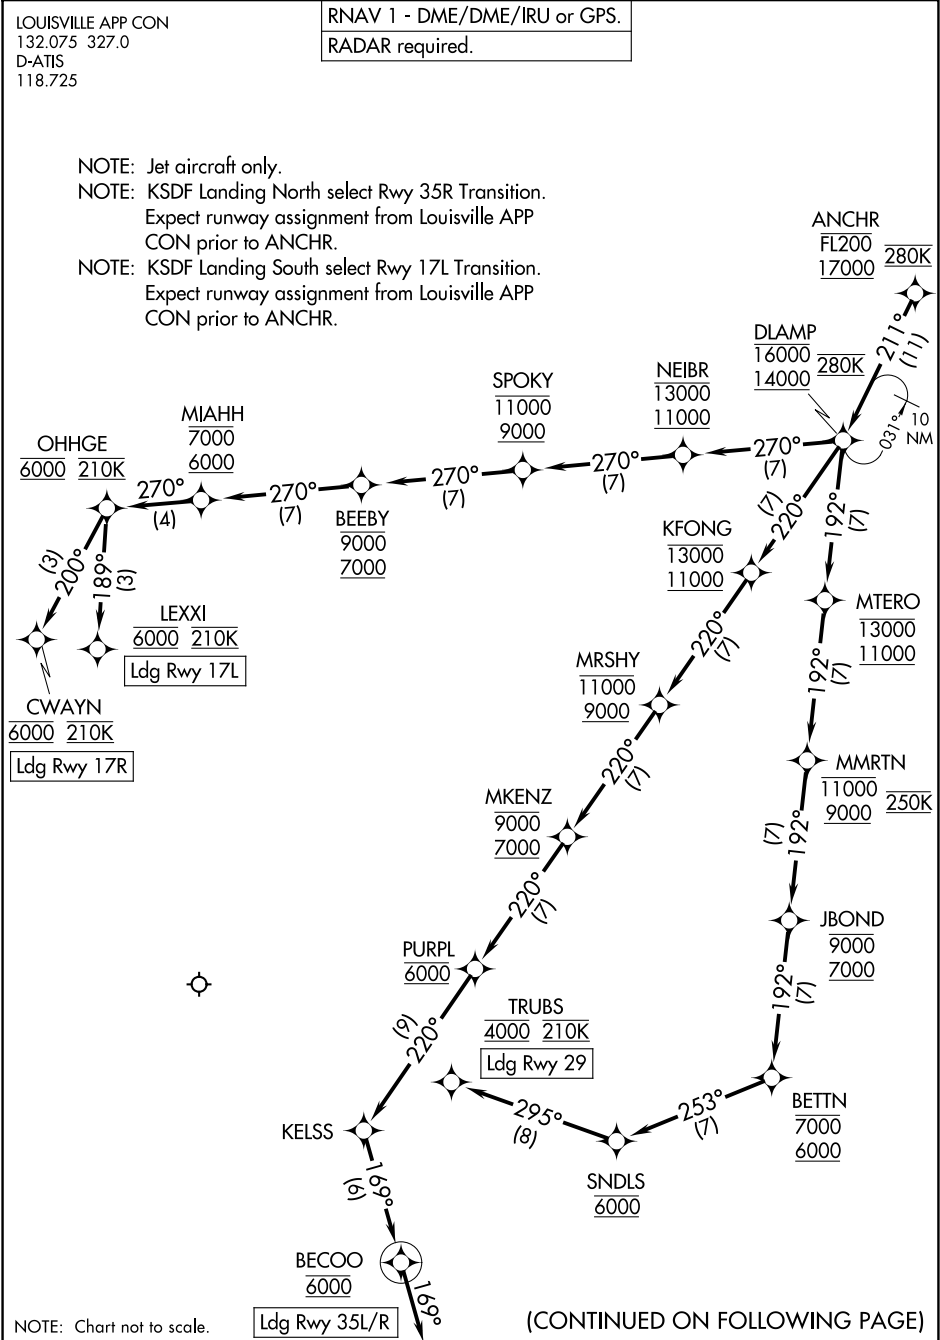 LOUISVILLE APP CON
132.075 327.0
D-ATIS
118.725
RNAV 1 - DME/DME/IRU or GPS.
RADAR required.
NOTE: Jet aircraft only.
NOTE: KSDF Landing North select Rwy 35R Transition.
Expect runway assignment from Louisville APP
CON prior to ANCHR.
NOTE: KSDF Landing South select Rwy 17L Transition.
Expect runway assignment from Louisville APP
CON prior to ANCHR.
ANCHR
FL200
17000
280K
211°
(11)
DLAMP
16000
14000
280K
031°
10
NM
NEIBR
13000
11000
270°
(7)
SPOKY
11000
9000
270°
(7)
270°
(7)
BEEBY
9000
7000
270°
(7)
MIAHH
7000
6000
270°
(4)
OHHGE
6000 210K
(3)
200°
189°
(3)
LEXXI
6000 210K
Ldg Rwy 17L
CWAYN
6000 210K
Ldg Rwy 17R
(7)
220°
KFONG
13000
11000
220°
(7)
MRSHY
11000
9000
220°
(7)
MKENZ
9000
7000
220°
(7)
PURPL
6000
(9)
220°
KELSS
169°
(6)
BECOO
6000
Ldg Rwy 35L/R
169°
192°
(7)
MTERO
13000
11000
192°
(7)
MMRTN
11000
9000
250K
(7)
192°
JBOND
9000
7000
192°
(7)
BETTN
7000
6000
253°
(7)
SNDLS
6000
295°
(8)
TRUBS
4000 210K
Ldg Rwy 29
NOTE: Chart not to scale.
(CONTINUED ON FOLLOWING PAGE)